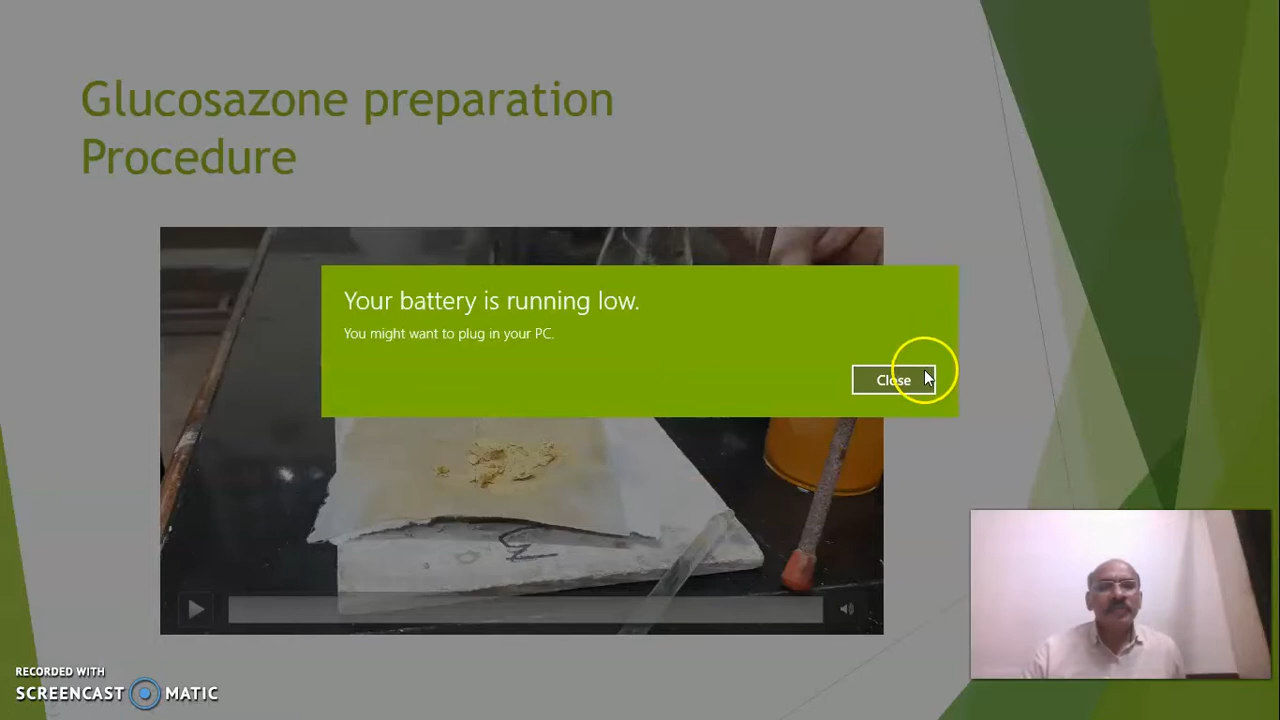 Glucosazone preparation
Procedure
Your battery is running low.
You might want to plug in your PC.
Close
RECORDED WITH
SCREENCAST MATIC